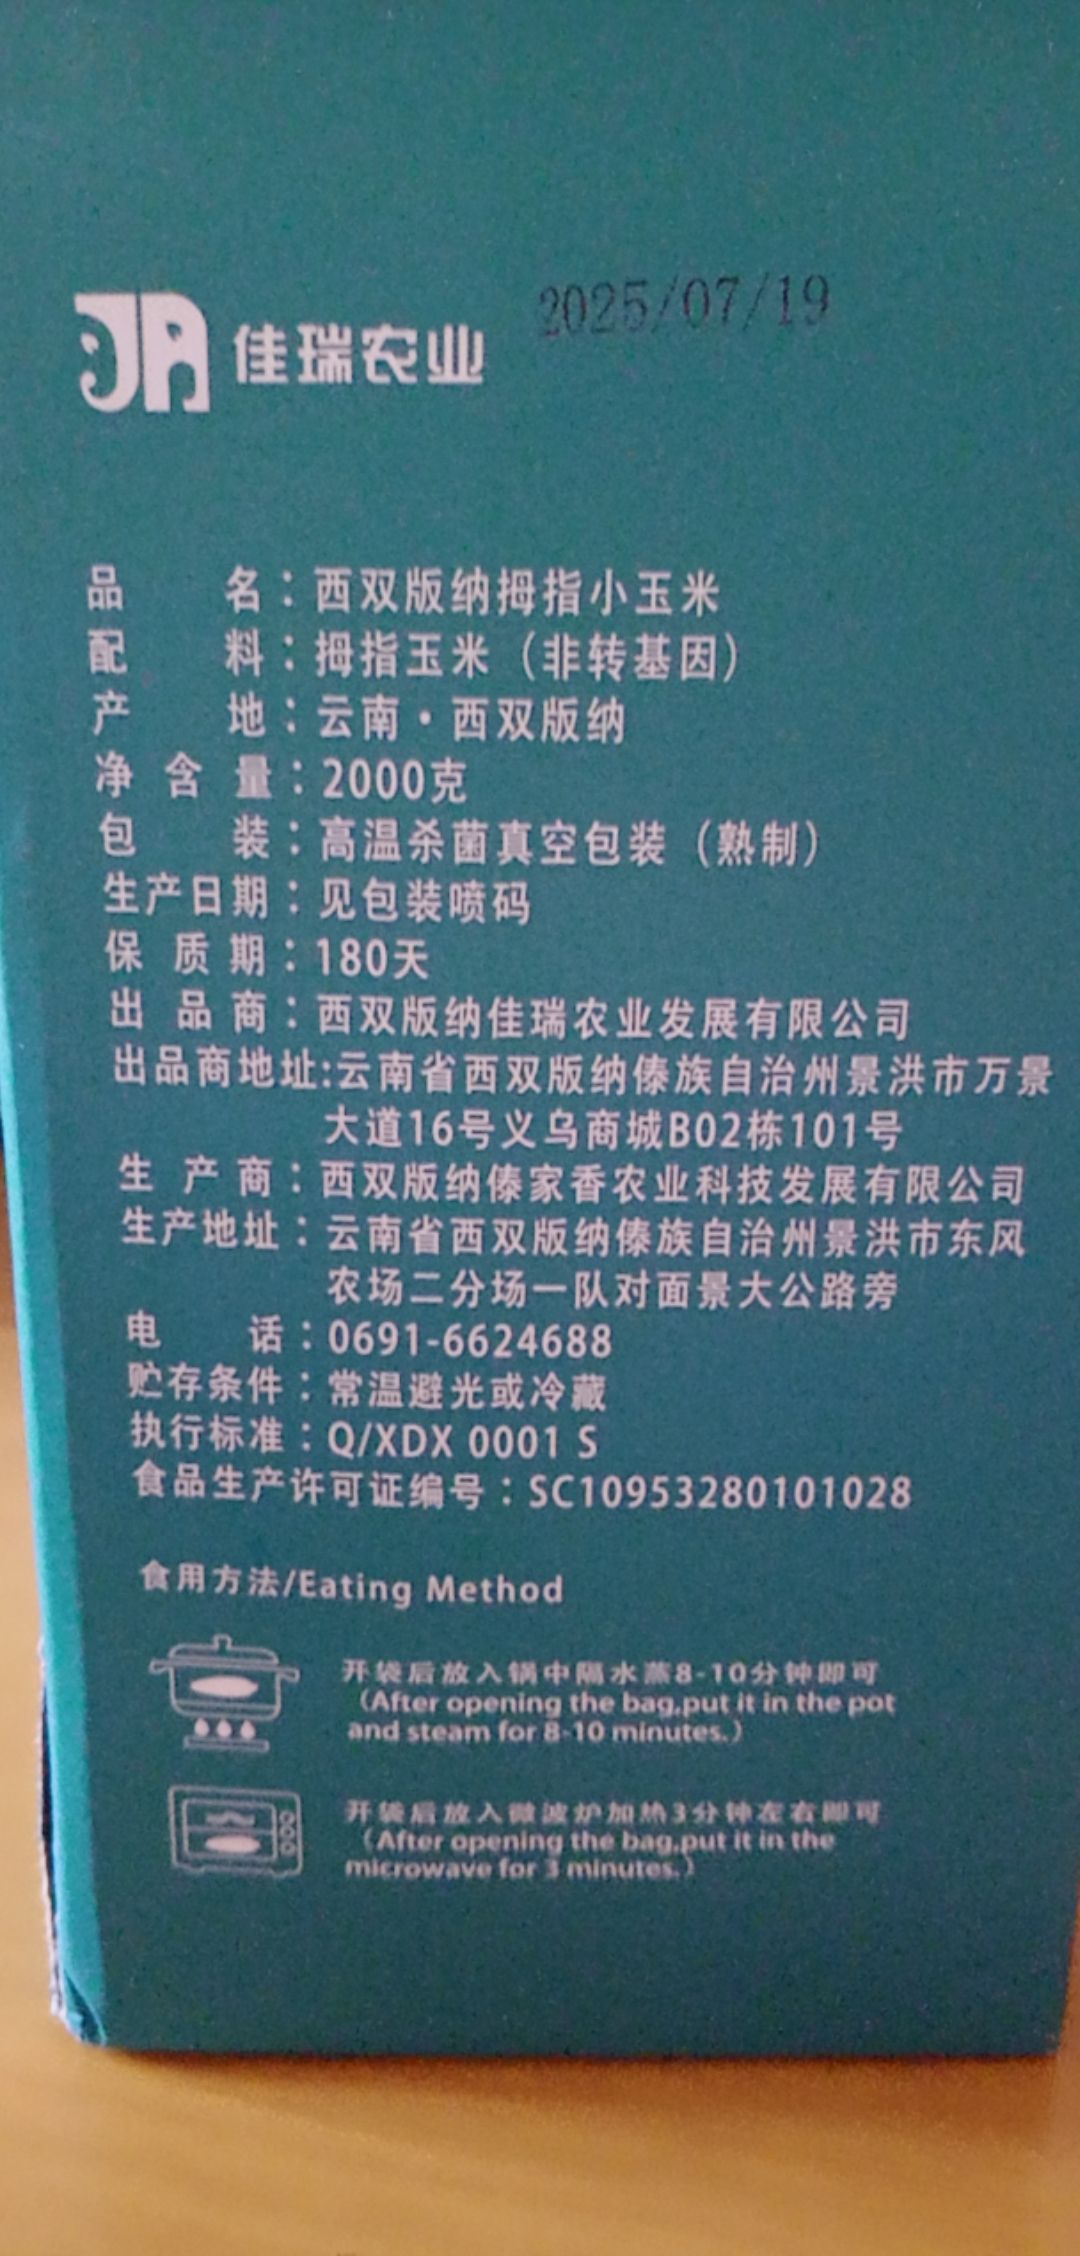 2025/07/19
JR 佳瑞农业
品名：西双版纳拇指小玉米
配料：拇指玉米（非转基因）
产地：云南·西双版纳
净含量：2000克
包装：高温杀菌真空包装（熟制）
生产日期：见包装喷码
保质期：180天
出品商：西双版纳佳瑞农业发展有限公司
出品商地址:云南省西双版纳傣族自治州景洪市万景
大道16号义乌商城B02栋101号
生产商：西双版纳傣家香农业科技发展有限公司
生产地址：云南省西双版纳傣族自治州景洪市东风
农场二分场一队对面景大公路旁
电话：0691-6624688
贮存条件：常温避光或冷藏
执行标准：Q/XDX 0001 S
食品生产许可证编号：SC10953280101028
食用方法/Eating Method
开袋后放入锅中隔水蒸8-10分钟即可
（After opening the bag,put it in the pot
and steam for 8-10 minutes.）
开袋后放入微波炉加热3分钟左右即可
（After opening the bag,put it in the
microwave for 3 minutes.）